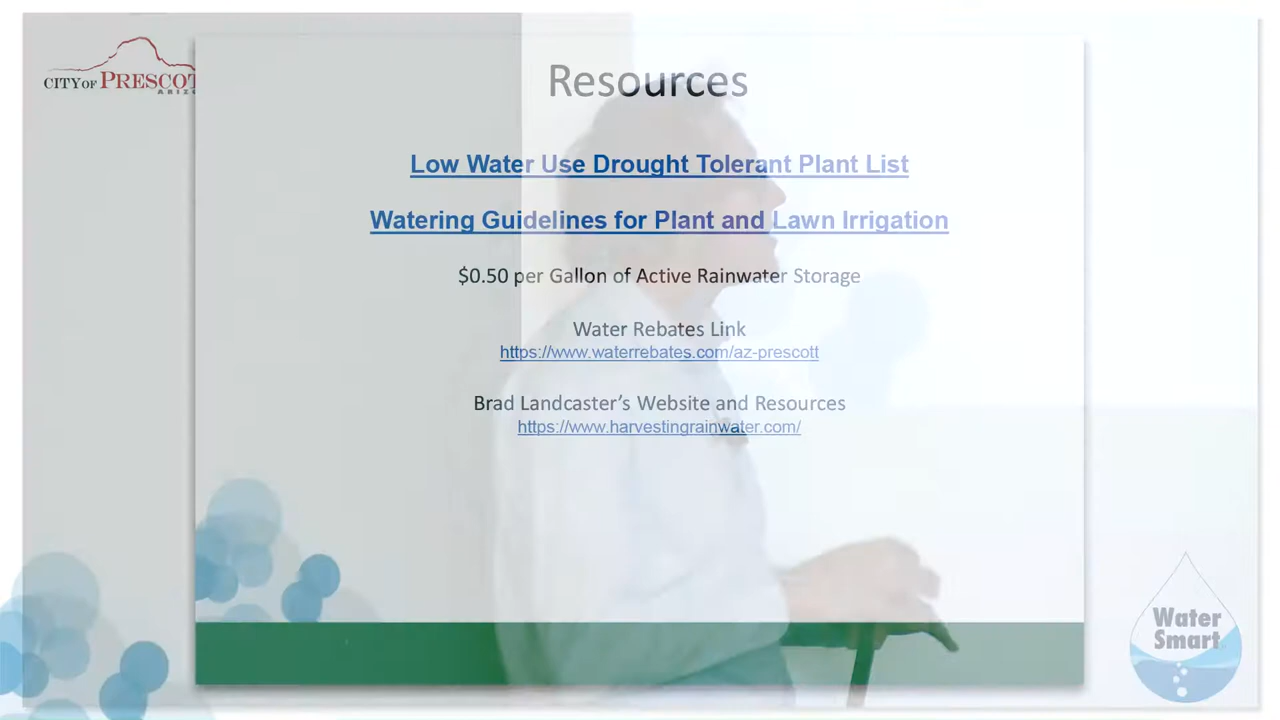 CITY OF PRESCOT
ARIZO
Resources
Low Water Use Drought Tolerant Plant List
Watering Guidelines for Plant and Lawn Irrigation
$0.50 per Gallon of Active Rainwater Storage
Water Rebates Link
https://www.waterrebates.com/az-prescott
Brad Landcaster’s Website and Resources
https://www.harvestingrainwater.com/
Water
Smart